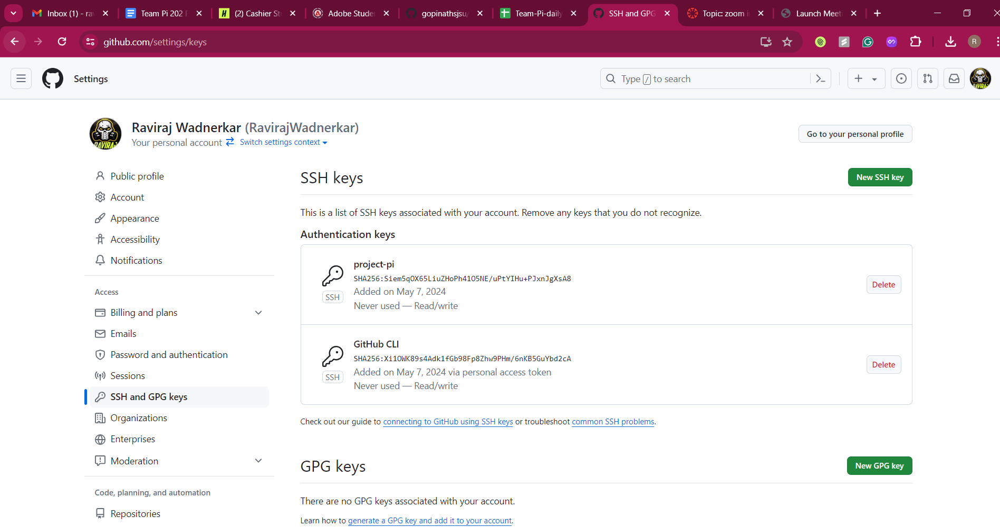 Inbox (1) - ra
Team Pi 202
(2) Cashier St
Adobe Stude
gopinathsjsu/
Team-Pi-daily
SSH and GPG
Topic: zoom i
Launch Meet
github.com/settings/keys
R
Settings
Type / to search
Raviraj Wadnerkar (RavirajWadnerkar)
Your personal account Switch settings context
Go to your personal profile
Public profile
Account
Appearance
Accessibility
Notifications
Access
Billing and plans
Emails
Password and authentication
Sessions
SSH and GPG keys
Organizations
Enterprises
Moderation
Code, planning, and automation
Repositories
SSH keys
New SSH key
This is a list of SSH keys associated with your account. Remove any keys that you do not recognize.
Authentication keys
project-pi
SHA256:Siem5qOX65LiuZHoPh41O5NE/uPtYIHu+PJxnJgXsA8
SSH
Added on May 7, 2024
Never used — Read/write
Delete
GitHub CLI
SHA256:Xi1OWK89s4Adk1fGb98Fp8Zhw9PHm/6nKB5GuYbd2cA
SSH
Added on May 7, 2024 via personal access token
Never used — Read/write
Delete
Check out our guide to connecting to GitHub using SSH keys or troubleshoot common SSH problems.
GPG keys
New GPG key
There are no GPG keys associated with your account.
Learn how to generate a GPG key and add it to your account.